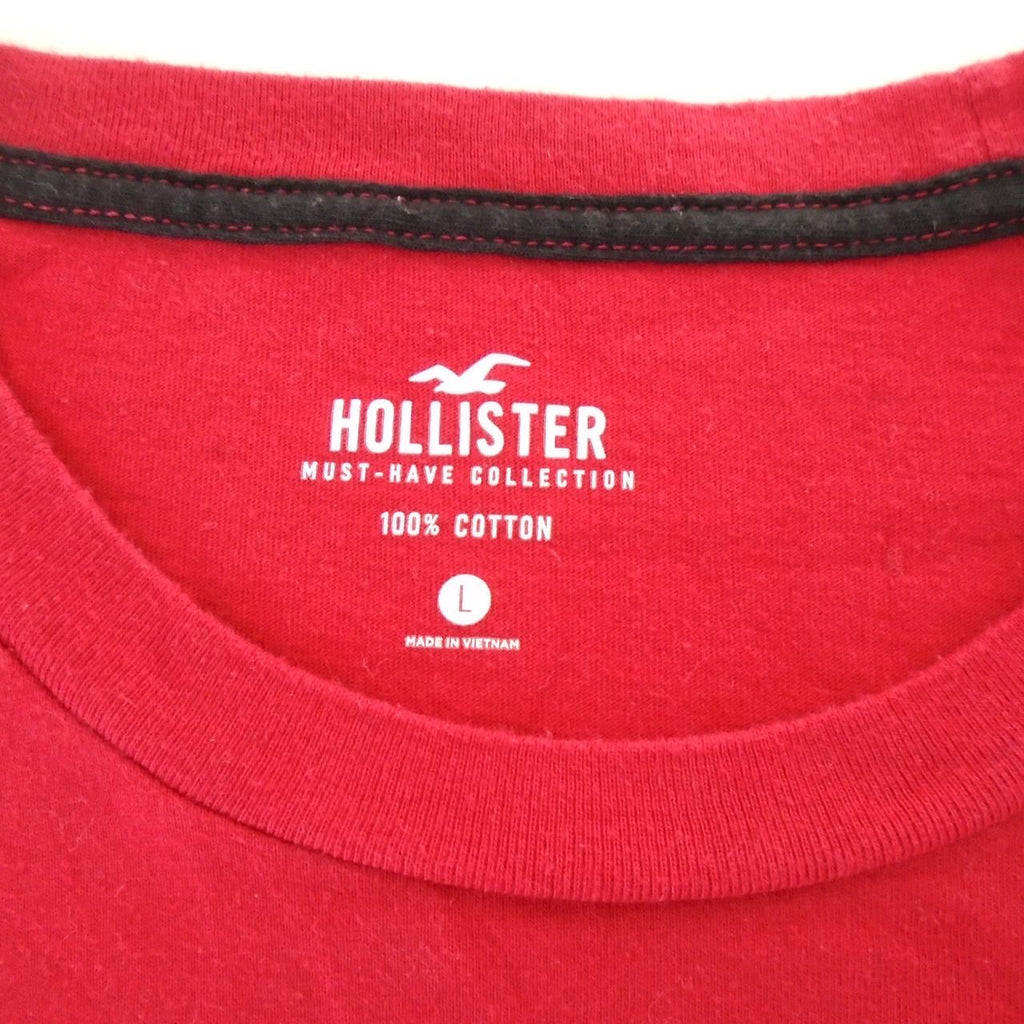 HOLLISTER
MUST-HAVE COLLECTION
100% COTTON
L
MADE IN VIETNAM